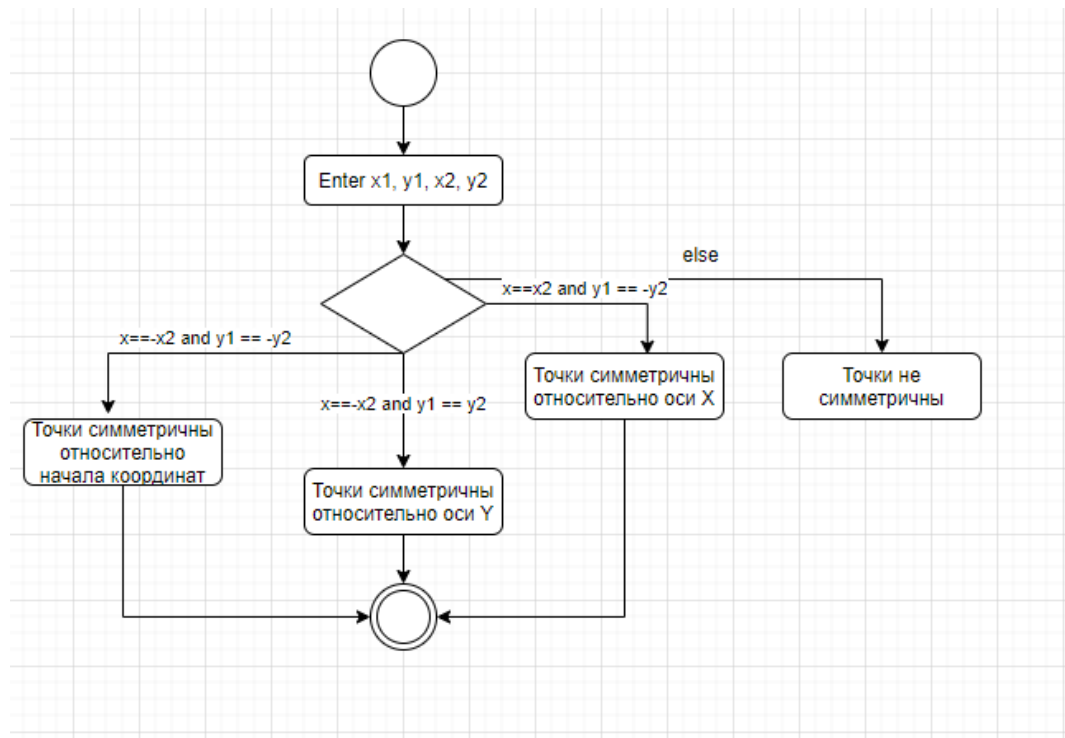 Enter x1, y1, x2, y2
else
x==x2 and y1 == -y2
x==-x2 and y1 == -y2
x==-x2 and y1 == y2
Точки симметричны
относительно оси X
Точки не
симметричны
Точки симметричны
относительно
начала координат
Точки симметричны
относительно оси Y